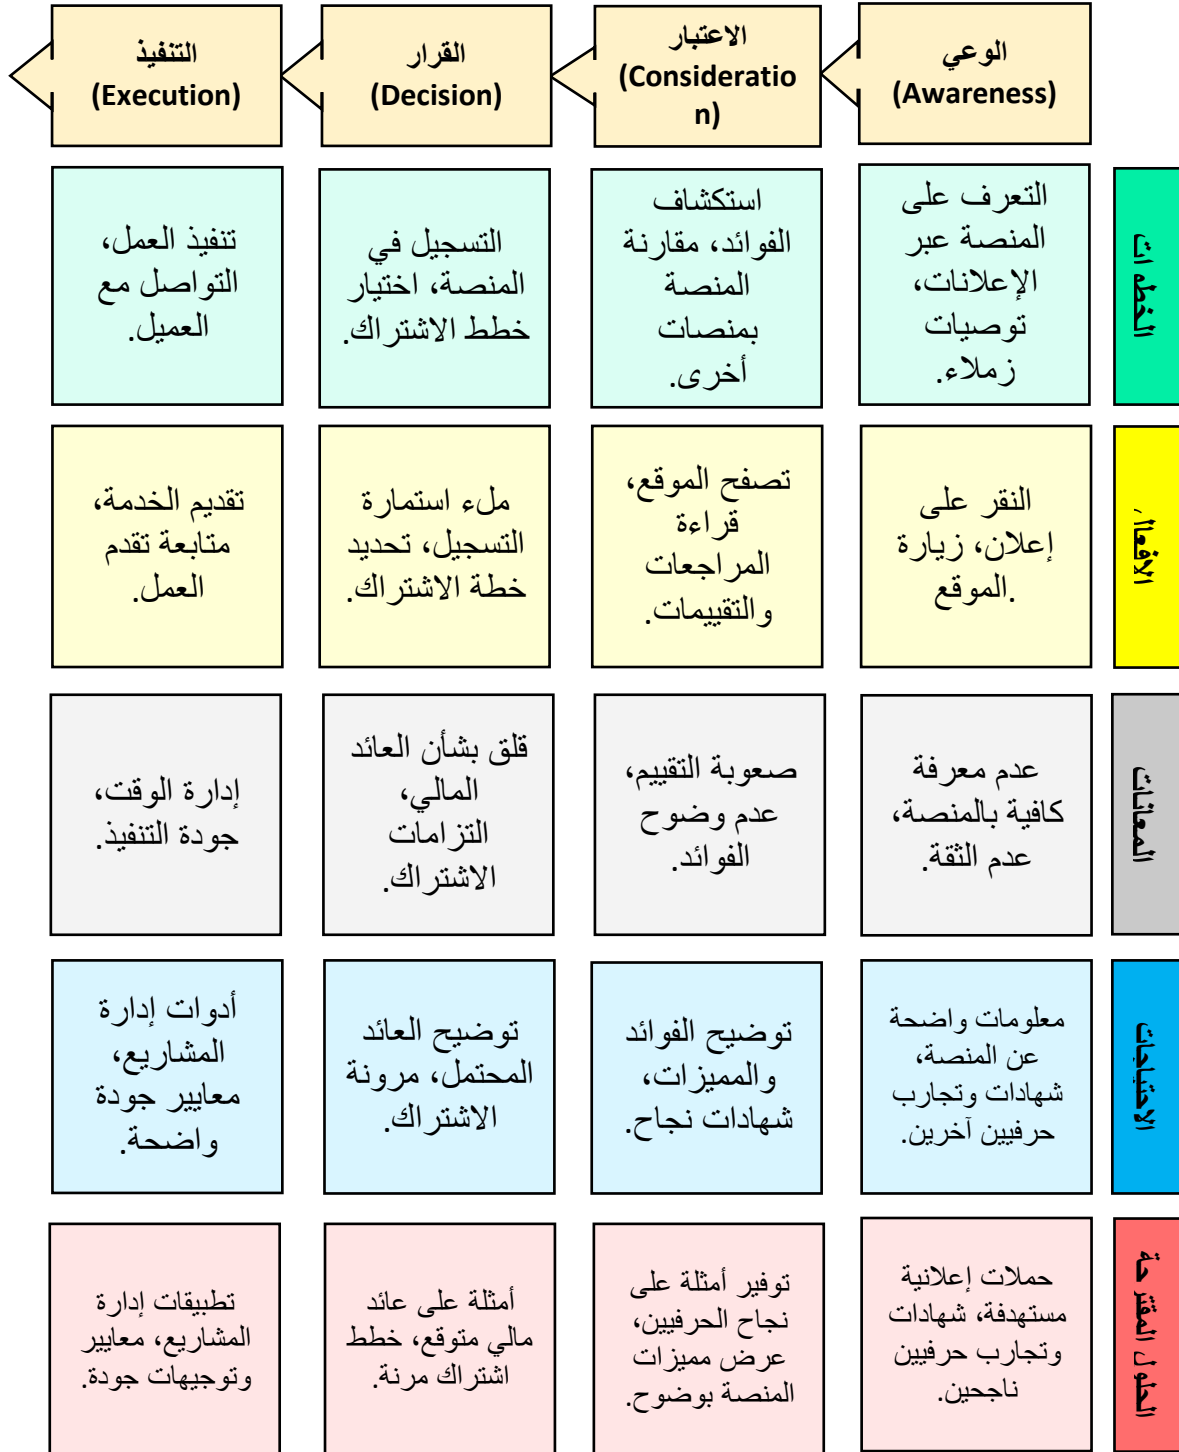 الوعي
(Awareness)
الاعتبار
(Consideratio
n)
القرار
(Decision)
التنفيذ
(Execution)
الخطوات
التعرف على
المنصة عبر
الإعلانات،
توصيات
زملاء.
استكشاف
الفوائد، مقارنة
المنصة
بمنصات
أخرى.
التسجيل في
المنصة، اختيار
خطط الاشتراك.
تنفيذ العمل،
التواصل مع
العميل.
الافعال
النقر على
إعلان، زيارة
الموقع.
تصفح الموقع،
قراءة
المراجعات
والتقييمات.
ملء استمارة
التسجيل، تحديد
خطة الاشتراك.
تقديم الخدمة،
متابعة تقدم
العمل.
المعانات
عدم معرفة
كافية بالمنصة،
عدم الثقة.
صعوبة التقييم،
عدم وضوح
الفوائد.
قلق بشأن العائد
المالي،
التزامات
الاشتراك.
إدارة الوقت،
جودة التنفيذ.
الاحتياجات
معلومات واضحة
عن المنصة،
شهادات وتجارب
حرفيين آخرين.
توضيح الفوائد
والمميزات،
شهادات نجاح.
توضيح العائد
المحتمل، مرونة
الاشتراك.
أدوات إدارة
المشاريع،
معايير جودة
واضحة.
الحلول المقترحة
حملات إعلانية
مستهدفة، شهادات
وتجارب حرفيين
ناجحين.
توفير أمثلة على
نجاح الحرفيين،
عرض مميزات
المنصة بوضوح.
أمثلة على عائد
مالي متوقع، خطط
اشتراك مرنة.
تطبيقات إدارة
المشاريع، معايير
وتوجيهات جودة.